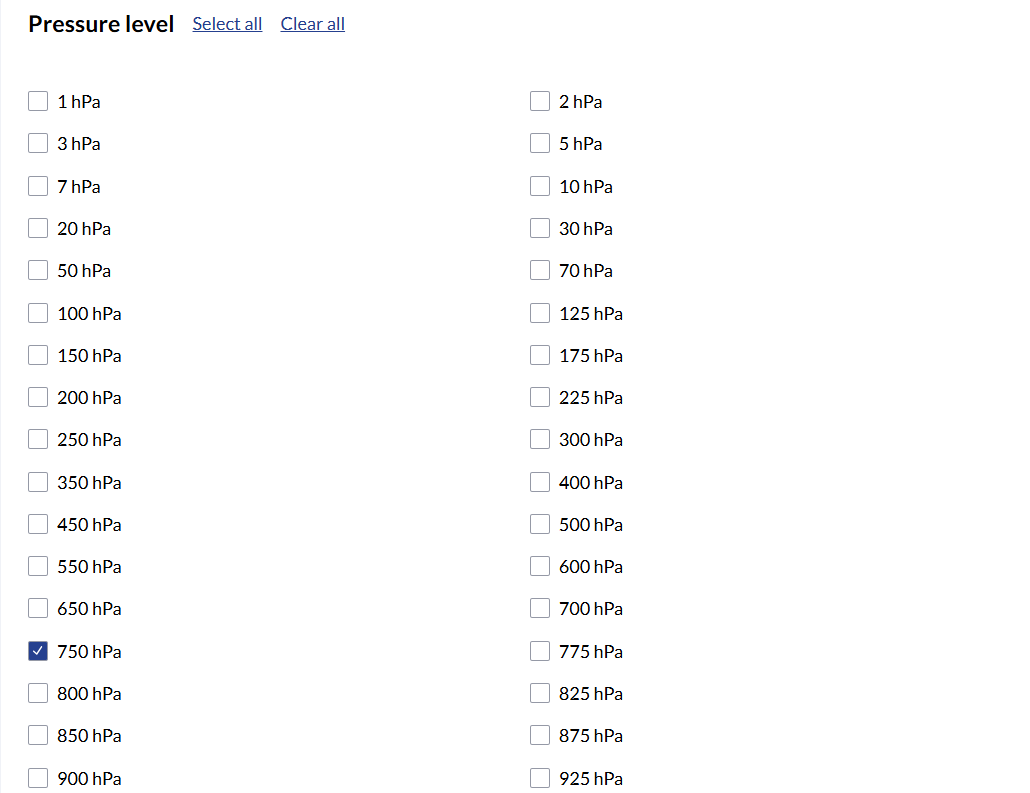 Pressure level Select all Clear all
1 hPa 2 hPa
3 hPa 5 hPa
7 hPa 10 hPa
20 hPa 30 hPa
50 hPa 70 hPa
100 hPa 125 hPa
150 hPa 175 hPa
200 hPa 225 hPa
250 hPa 300 hPa
350 hPa 400 hPa
450 hPa 500 hPa
550 hPa 600 hPa
650 hPa 700 hPa
750 hPa 775 hPa
800 hPa 825 hPa
850 hPa 875 hPa
900 hPa 925 hPa